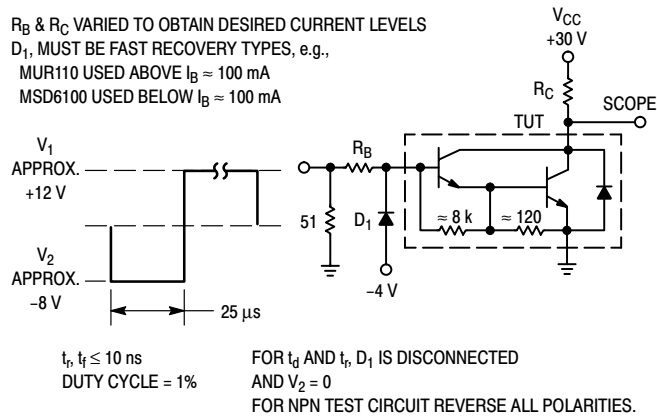 R_B & R_C VARIED TO OBTAIN DESIRED CURRENT LEVELS
D_1, MUST BE FAST RECOVERY TYPES, e.g.,
MUR110 USED ABOVE I_B ≈ 100 mA
MSD6100 USED BELOW I_B ≈ 100 mA
V_CC
+30 V
R_C
SCOPE
TUT
V_1
APPROX.
+12 V
R_B
51
D_1
≈ 8 k
≈ 120
V_2
APPROX.
−8 V
−4 V
25 μs
t_r, t_f ≤ 10 ns
DUTY CYCLE = 1%
FOR t_d AND t_r, D_1 IS DISCONNECTED
AND V_2 = 0
FOR NPN TEST CIRCUIT REVERSE ALL POLARITIES.